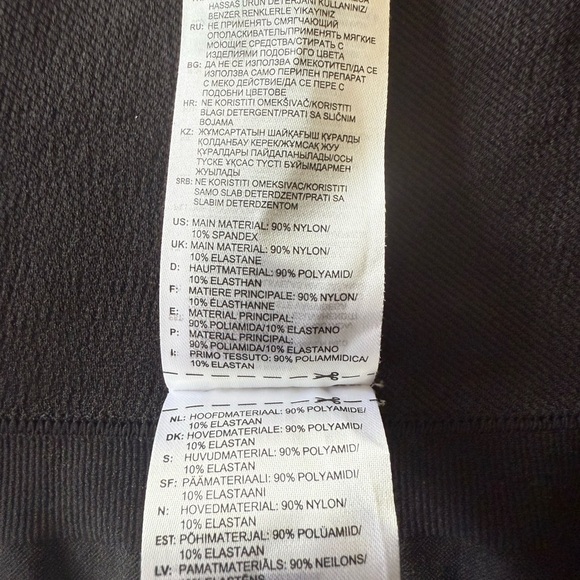 HASSAS ÜRÜN DETERJANI KULLANINIZ/
BENZER RENKLERLE YIKAYINIZ
RU: НЕ ПРИМЕНЯТЬ СМЯГЧАЮЩИЙ
ОПОЛАСКИВАТЕЛЬ/ПРИМЕНЯТЬ МЯГКИЕ
МОЮЩИЕ СРЕДСТВА/СТИРАТЬ С
ИЗДЕЛИЯМИ ПОДОБНОГО ЦВЕТА
BG: ДА НЕ СЕ ИЗПОЛЗВА ОМЕКОТИТЕЛ/ДА СЕ
ИЗПОЛЗВА САМО ПЕРИЛЕН ПРЕПАРАТ
С МЕКО ДЕЙСТВИЕ/ДА СЕ ПЕРЕ С
ПОДОБНИ ЦВЕТОВЕ
HR: NE KORISTITI OMEKŠIVAČ/KORISTITI
BLAGI DETERGENT/PRATI SA SLIČNIM
BOJAMA
KZ: ЖҰМСАРТАТЫН ШАЙҚАҒЫШ ҚҰРАЛДЫ
ҚОЛДАНБАУ КЕРЕК/ЖҰМСАҚ ЖУУ
ҚҰРАЛДАРЫ ПАЙДАЛАНЫЛАДЫ/ОСЫ
ТҮСКЕ ҰҚСАС ТҮСТІ БҰЙЫМДАРМЕН
ЖУЫЛАДЫ
SRB: NE KORISTITI OMEKSIVAC/KORISTITI
SAMO SLAB DETERDZENT/PRATI SA
SLABIM DETERDZENTOM
US: MAIN MATERIAL: 90% NYLON/
10% SPANDEX
UK: MAIN MATERIAL: 90% NYLON/
10% ELASTANE
D: HAUPTMATERIAL: 90% POLYAMID/
10% ELASTHAN
F: MATIERE PRINCIPALE: 90% NYLON/
10% ÉLASTHANNE
E: MATERIAL PRINCIPAL:
90% POLIAMIDA/10% ELASTANO
P: MATERIAL PRINCIPAL:
90% POLIAMIDA/10% ELASTANO
I: PRIMO TESSUTO: 90% POLIAMMIDICA/
10% ELASTAN
NL: HOOFDMATERIAAL: 90% POLYAMIDE/
10% ELASTAAN
DK: HOVEDMATERIALE: 90% POLYAMID/
10% ELASTAN
S: HUVUDMATERIAL: 90% POLYAMID/
10% ELASTAN
SF: PÄÄMATERIAALI: 90% POLYAMIDI/
10% ELASTAANI
N: HOVEDMATERIAL: 90% NYLON/
10% ELASTAN
EST: PÕHIMATERJAL: 90% POLÜAMIID/
10% ELASTAAN
LV: PAMATMATERIĀLS: 90% NEILONS/